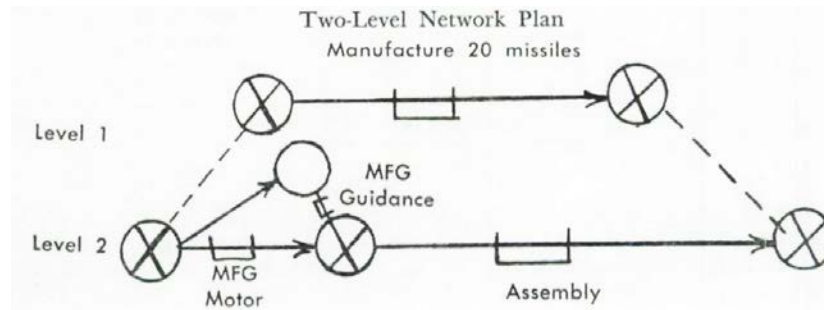 Two-Level Network Plan
Manufacture 20 missiles
Level 1
MFG
Guidance
Level 2
MFG
Motor
Assembly